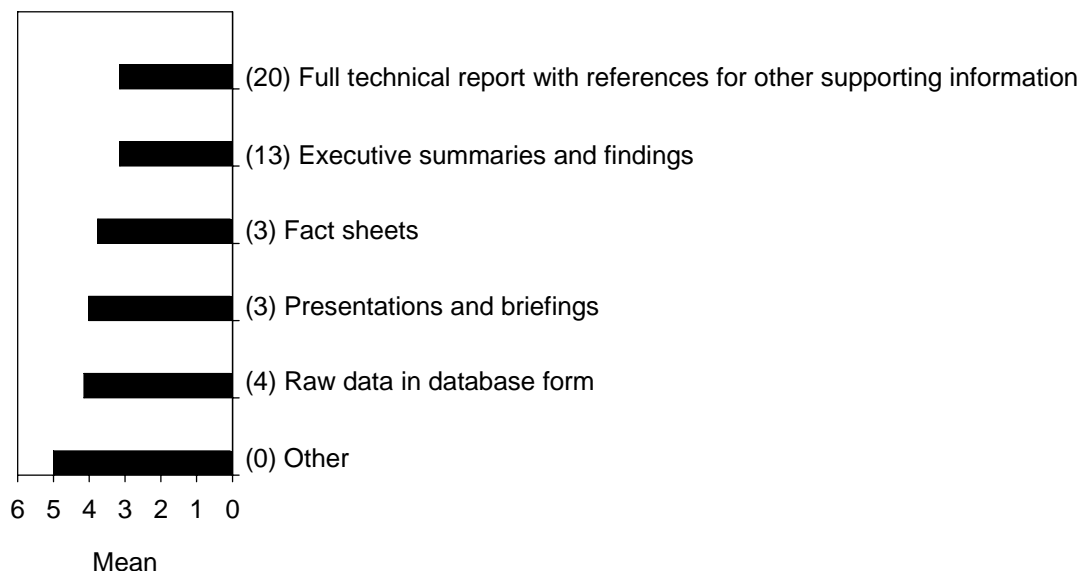 (20) Full technical report with references for other supporting information
(13) Executive summaries and findings
(3) Fact sheets
(3) Presentations and briefings
(4) Raw data in database form
(0) Other
6 5 4 3 2 1 0
Mean